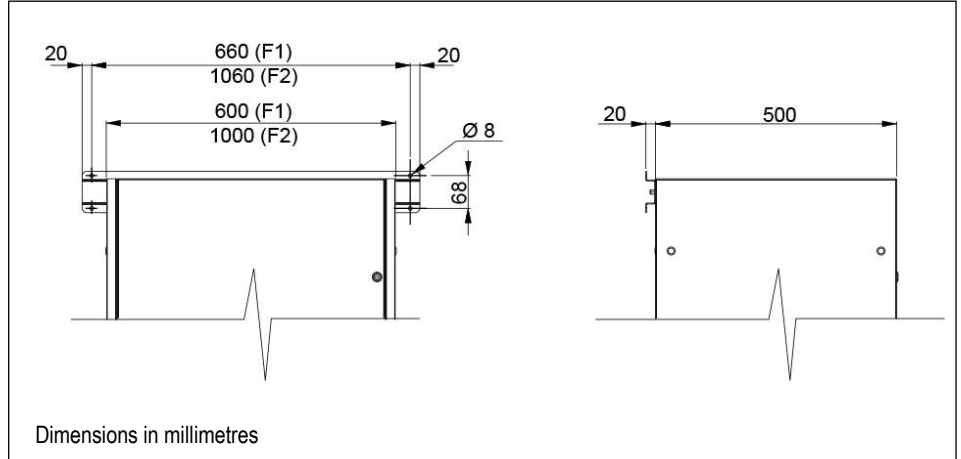 20
660 (F1)
20
1060 (F2)
600 (F1)
1000 (F2)
Ø 8
68
20
500
Dimensions in millimetres